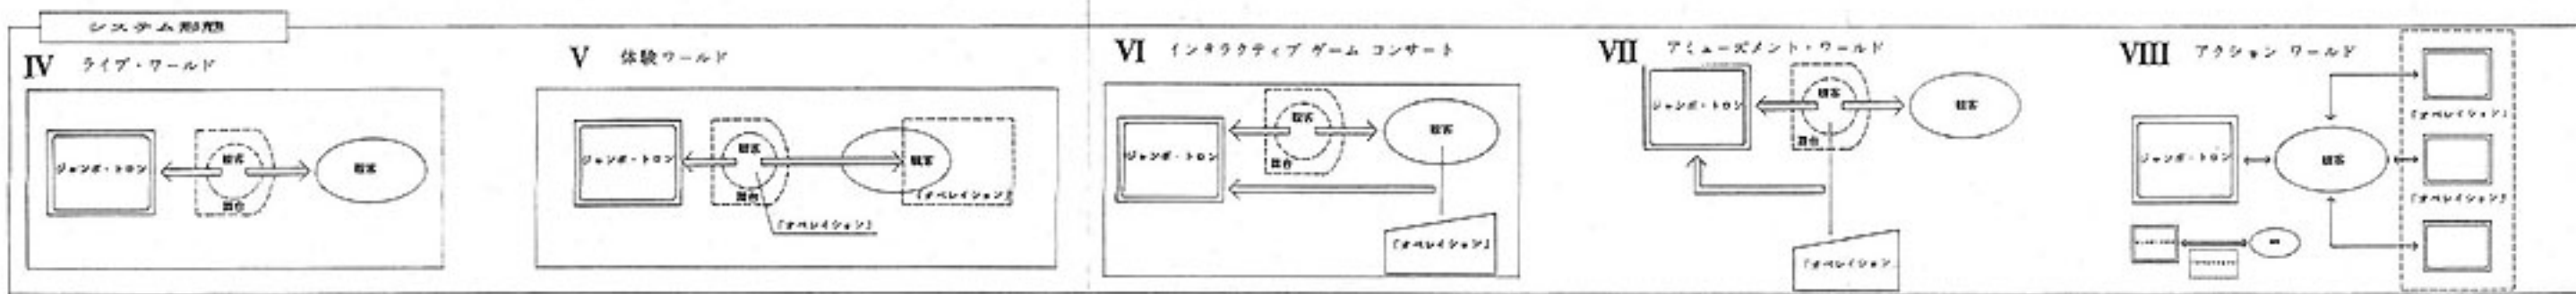 システム形態
IV ライブ・ワールド
ジャンボ・トロン
観客
舞台
観客
V 体験ワールド
ジャンボ・トロン
観客
舞台
観客
「オペレイション」
「オペレイション」
VI インタラクティブ ゲーム コンサート
ジャンボ・トロン
観客
舞台
観客
「オペレイション」
VII アミューズメント・ワールド
ジャンボ・トロン
観客
舞台
観客
「オペレイション
VIII アクション ワールド
ジャンボ・トロン
観客
「オペレイション」
「オペレイション」